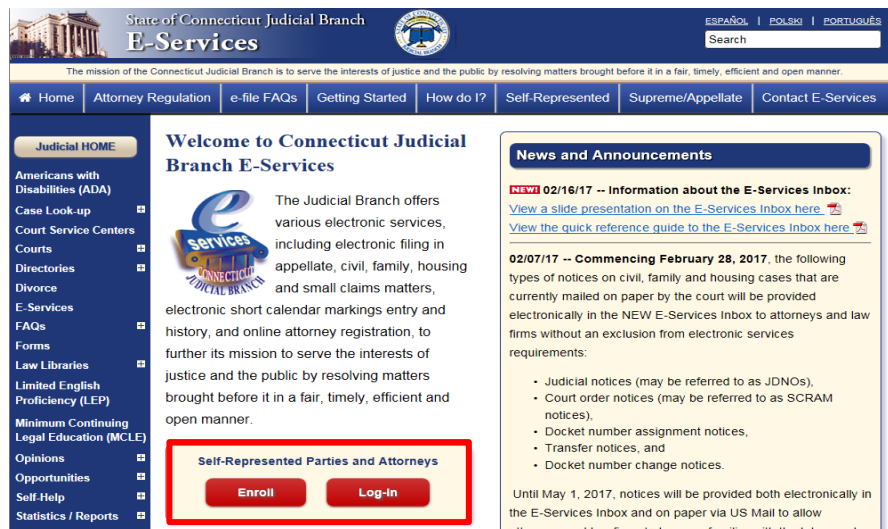 State of Connecticut Judicial Branch
E-Services
ESPAÑOL | POLSKI | PORTUGUÊS
Search
The mission of the Connecticut Judicial Branch is to serve the interests of justice and the public by resolving matters brought before it in a fair, timely, efficient and open manner.
Home Attorney Regulation e-file FAQs Getting Started How do I? Self-Represented Supreme/Appellate Contact E-Services
Judicial HOME
Americans with
Disabilities (ADA)
Case Look-up
Court Service Centers
Courts
Directories
Divorce
E-Services
FAQs
Forms
Law Libraries
Limited English
Proficiency (LEP)
Minimum Continuing
Legal Education (MCLE)
Opinions
Opportunities
Self-Help
Statistics / Reports
Welcome to Connecticut Judicial
Branch E-Services
e
services
CONNECTICUT
JUDICIAL BRANCH
The Judicial Branch offers
various electronic services,
including electronic filing in
appellate, civil, family, housing
and small claims matters,
electronic short calendar markings entry and
history, and online attorney registration, to
further its mission to serve the interests of
justice and the public by resolving matters
brought before it in a fair, timely, efficient and
open manner.
Self-Represented Parties and Attorneys
Enroll Log-In
News and Announcements
NEW! 02/16/17 -- Information about the E-Services Inbox:
View a slide presentation on the E-Services Inbox here
View the quick reference guide to the E-Services Inbox here
02/07/17 -- Commencing February 28, 2017, the following
types of notices on civil, family and housing cases that are
currently mailed on paper by the court will be provided
electronically in the NEW E-Services Inbox to attorneys and law
firms without an exclusion from electronic services
requirements:
• Judicial notices (may be referred to as JDNOs),
• Court order notices (may be referred to as SCRAM
notices),
• Docket number assignment notices,
• Transfer notices, and
• Docket number change notices.
Until May 1, 2017, notices will be provided both electronically in
the E-Services Inbox and on paper via US Mail to allow